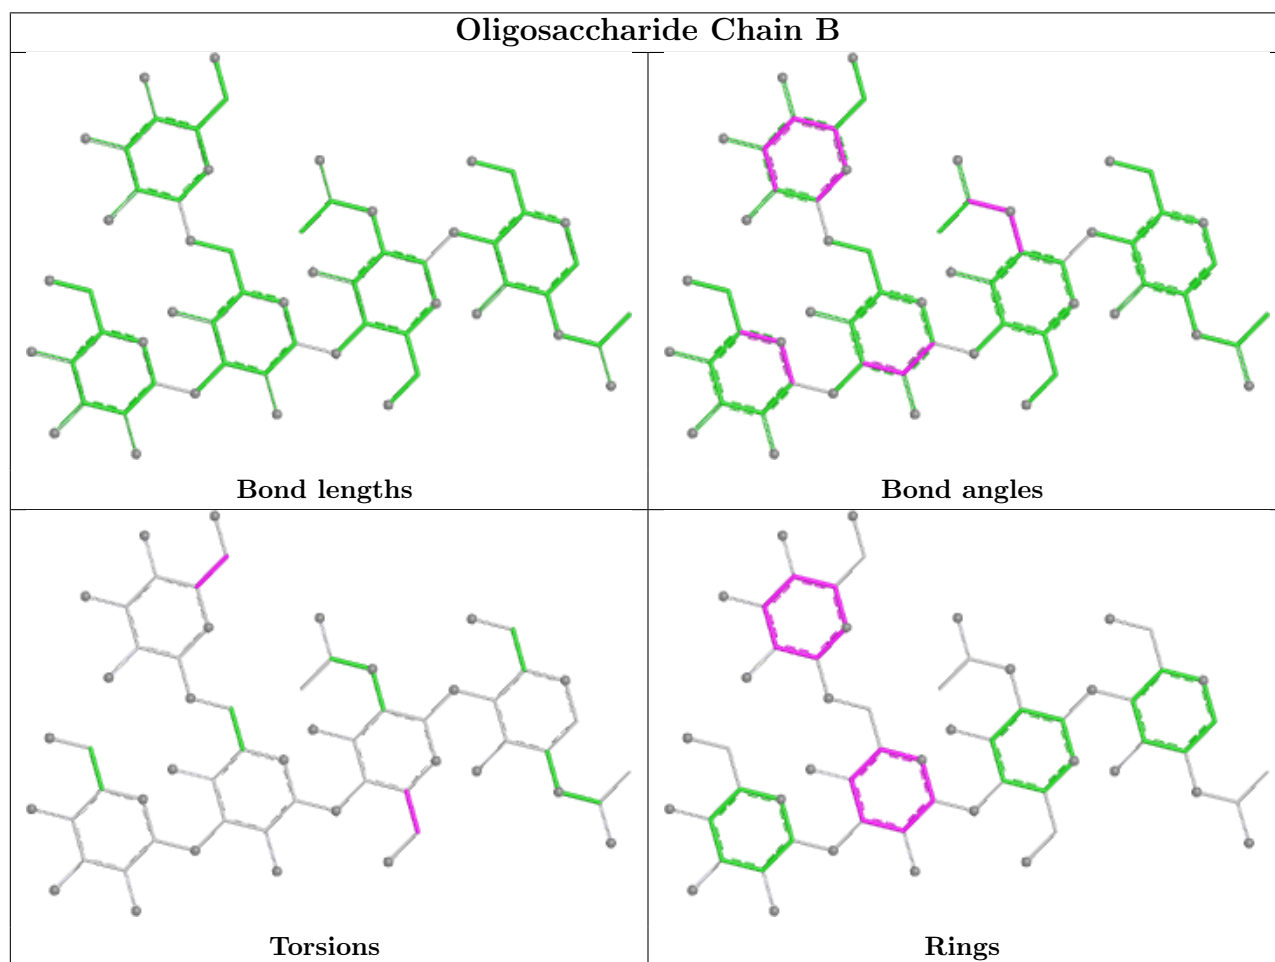 Oligosaccharide Chain B
Bond lengths
Bond angles
Torsions
Rings